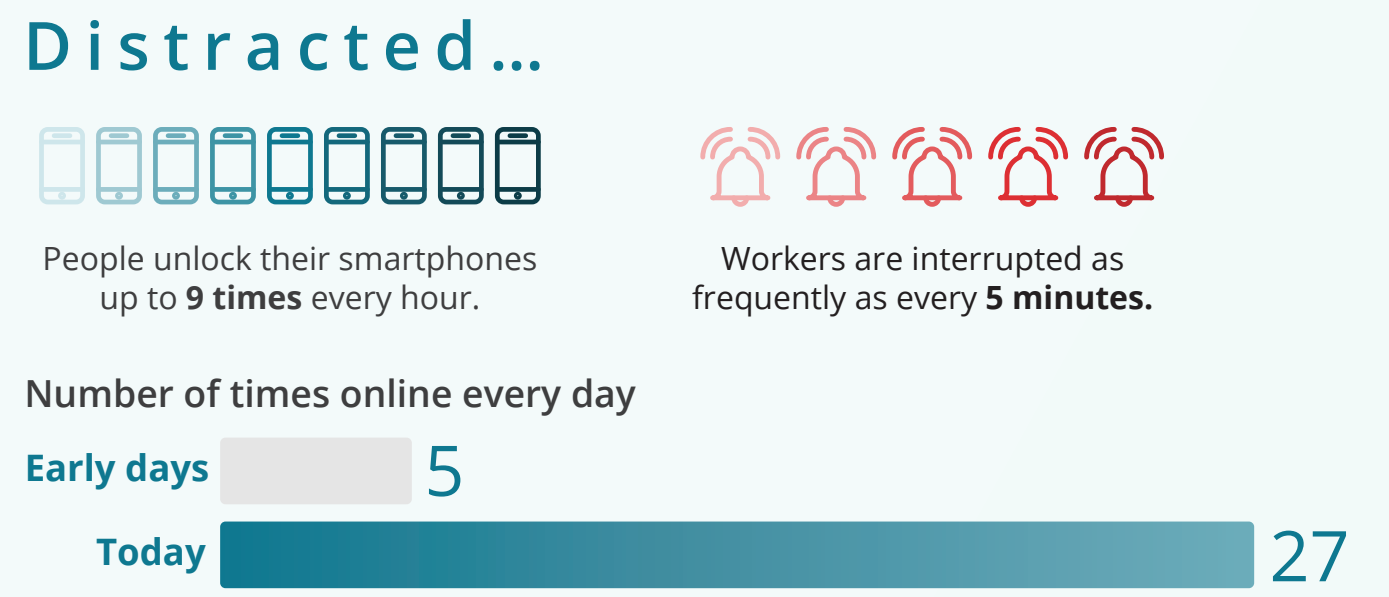 Distracted...
People unlock their smartphones
up to 9 times every hour.
Workers are interrupted as
frequently as every 5 minutes.
Number of times online every day
Early days 5
Today 27